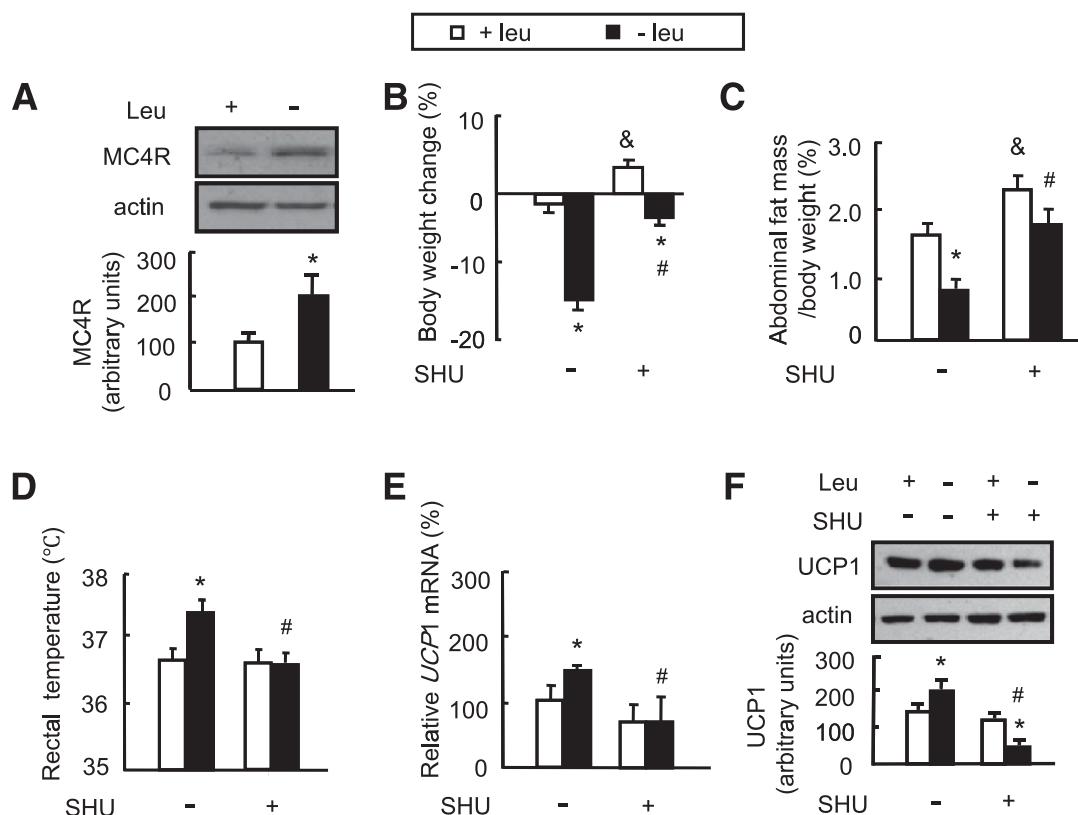 + leu - leu
A
Leu + -
MC4R
actin
MC4R
(arbitrary units)
300
200
100
0
*
B
Body weight change (%)
10
0
-10
-20
&
*
*
#
SHU - +
C
Abdominal fat mass
/body weight (%)
3.0
2.0
1.0
0
*
&
#
SHU - +
D
Rectal temperature (°C)
38
37
36
35
*
#
SHU - +
E
Relative UCP1 mRNA (%)
300
200
100
0
*
#
SHU - +
F
Leu + - + -
SHU - - + +
UCP1
actin
UCP1
(arbitrary units)
300
200
100
0
*
#
*
SHU - +